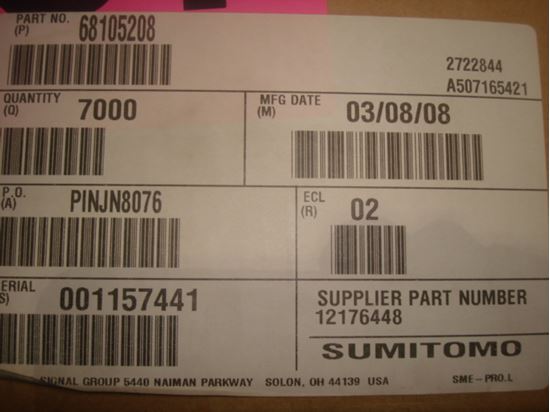 PART NO. 68105208
(P)
2722844
A507165421
QUANTITY 7000
(Q)
MFG DATE 03/08/08
(M)
P.O. PINJN8076
(A)
ECL 02
(R)
ERIAL 001157441
S)
SUPPLIER PART NUMBER
12176448
SUMITOMO
SIGNAL GROUP 5440 NAIMAN PARKWAY SOLON, OH 44139 USA SME-PRO.L